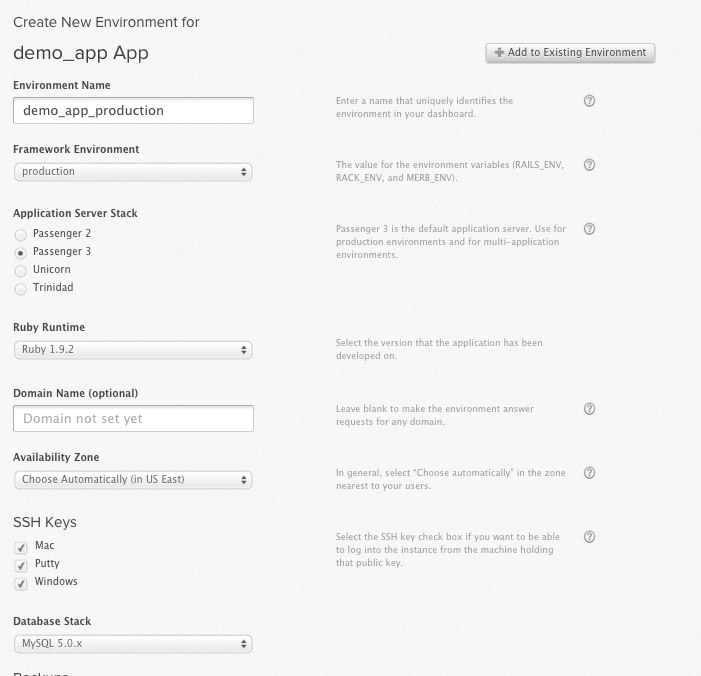 Create New Environment for
demo_app App
Add to Existing Environment
Environment Name
demo_app_production
Enter a name that uniquely identifies the
environment in your dashboard.
Framework Environment
production
The value for the environment variables (RAILS_ENV,
RACK_ENV, and MERB_ENV).
Application Server Stack
Passenger 2
Passenger 3
Unicorn
Trinidad
Passenger 3 is the default application server. Use for
production environments and for multi-application
environments.
Ruby Runtime
Ruby 1.9.2
Select the version that the application has been
developed on.
Domain Name (optional)
Domain not set yet
Leave blank to make the environment answer
requests for any domain.
Availability Zone
Choose Automatically (in US East)
In general, select “Choose automatically” in the zone
nearest to your users.
SSH Keys
Mac
Putty
Windows
Select the SSH key check box if you want to be able
to log into the instance from the machine holding
that public key.
Database Stack
MySQL 5.0.x